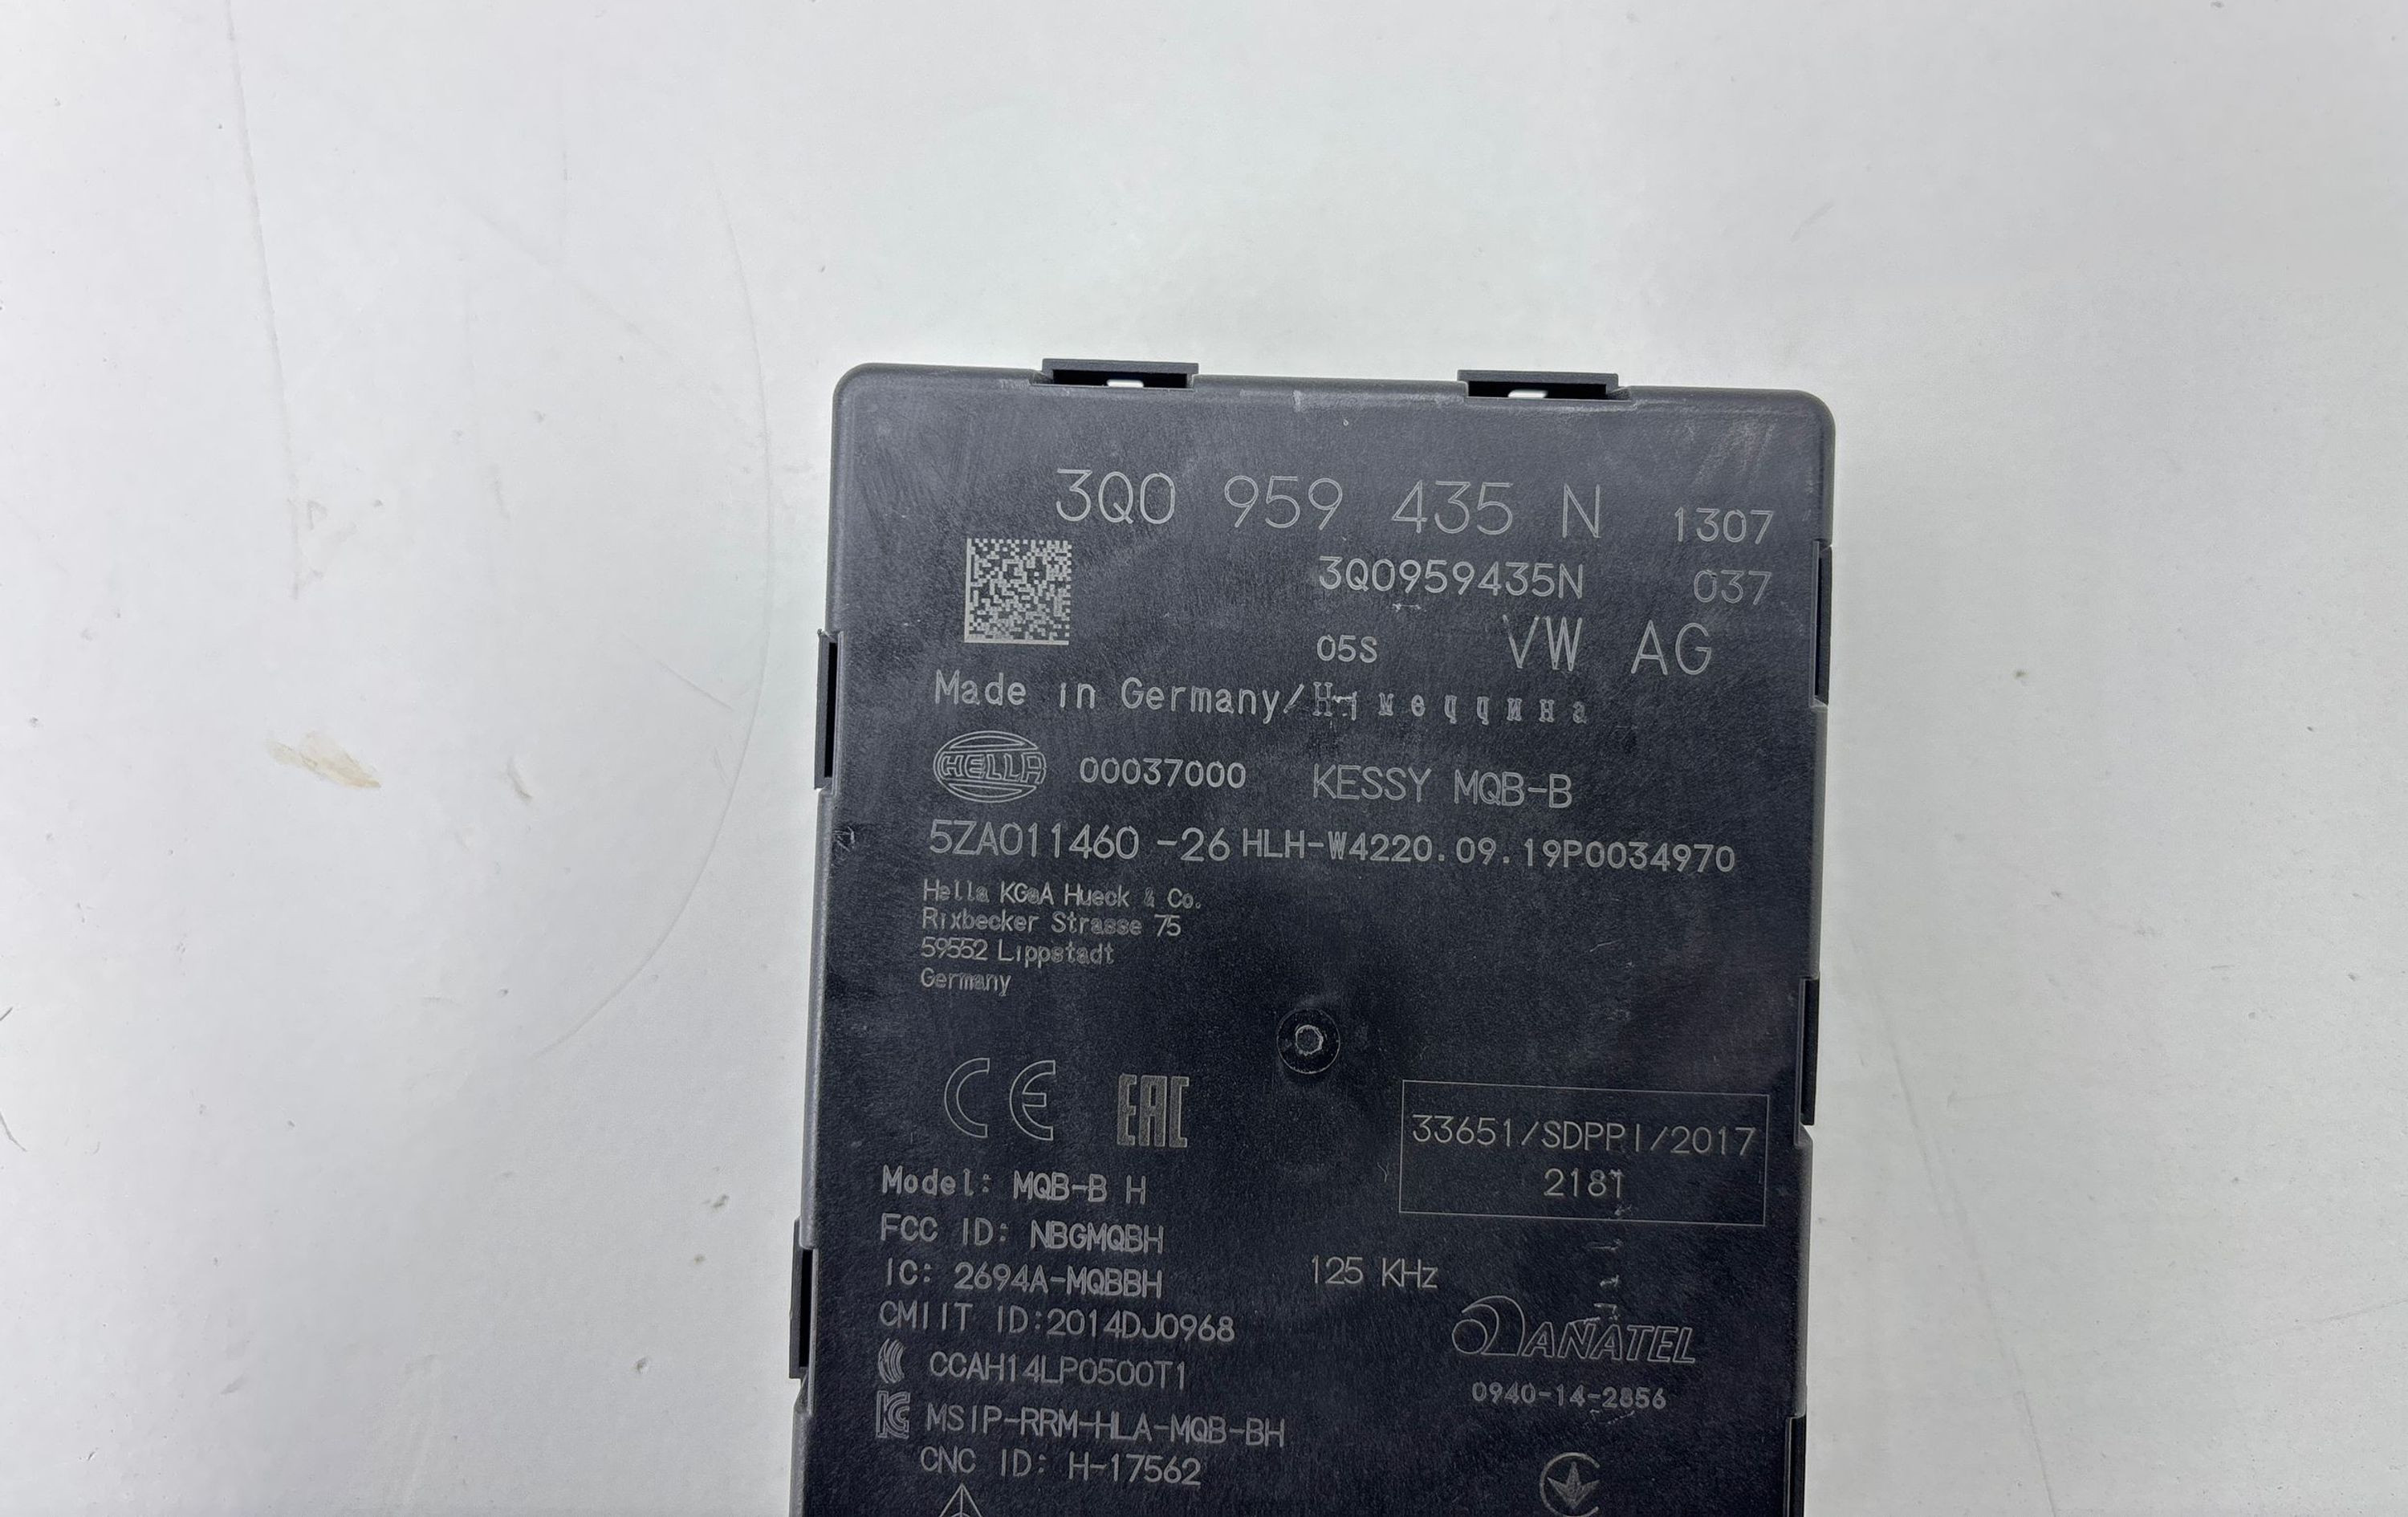 3Q0 959 435 N 1307
3Q0959435N 037
05S VW AG
Made in Germany/Німеччина
HELLA 00037000 KESSY MQB-B
5ZA011460-26 HLH-W4220.09.19P0034970
Hella KGaA Hueck & Co.
Rixbecker Strasse 75
59552 Lippstadt
Germany
CE EAC
33651/SDPPI/2017
2181
Model: MQB-B H
FCC ID: NBGMQBH
IC: 2694A-MQBBH
125 KHz
CMIIT ID:2014DJ0968
ANATEL
CCAH14LP0500T1
0940-14-2856
MSIP-RRM-HLA-MQB-BH
CNC ID: H-17562